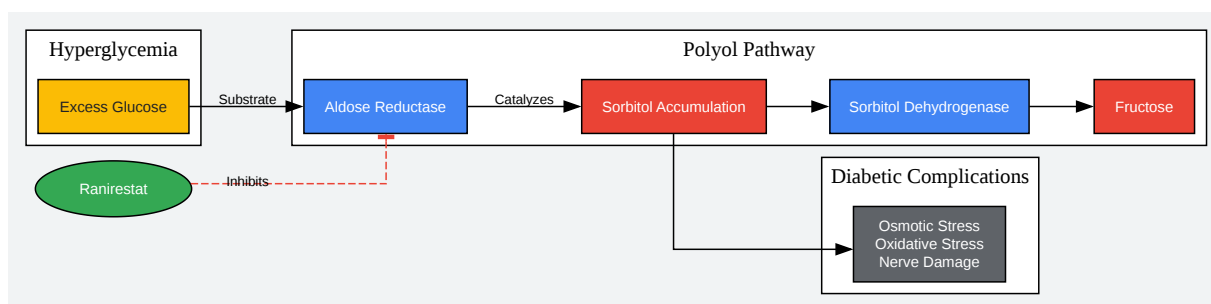 Hyperglycemia
Polyol Pathway
Excess Glucose
Substrate
Aldose Reductase
Catalyzes
Sorbitol Accumulation
Sorbitol Dehydrogenase
Fructose
Ranirestat
Inhibits
Diabetic Complications
Osmotic Stress
Oxidative Stress
Nerve Damage